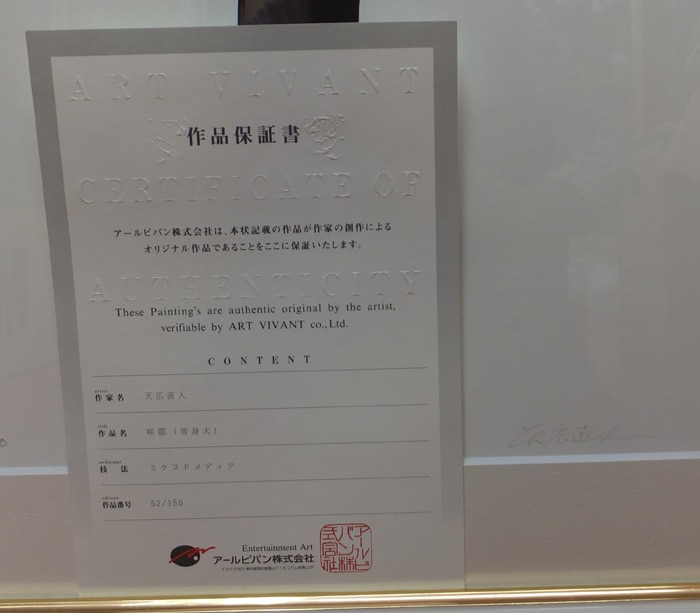 ART VIVANT
作品保証書
CERTIFICATE OF
アールビバン株式会社は、本状記載の作品が作家の創作による
オリジナル作品であることをここに保証いたします。
AUTHENTICITY
These Painting's are authentic original by the artist,
verifiable by ART VIVANT co.,Ltd.
CONTENT
artist
作家名 天広直人
title
作品名 咲耶(等身大)
technique
技法 ミクスドメディア
edition
作品番号 52/150
Entertainment Art
アールビバン株式会社
天広直人